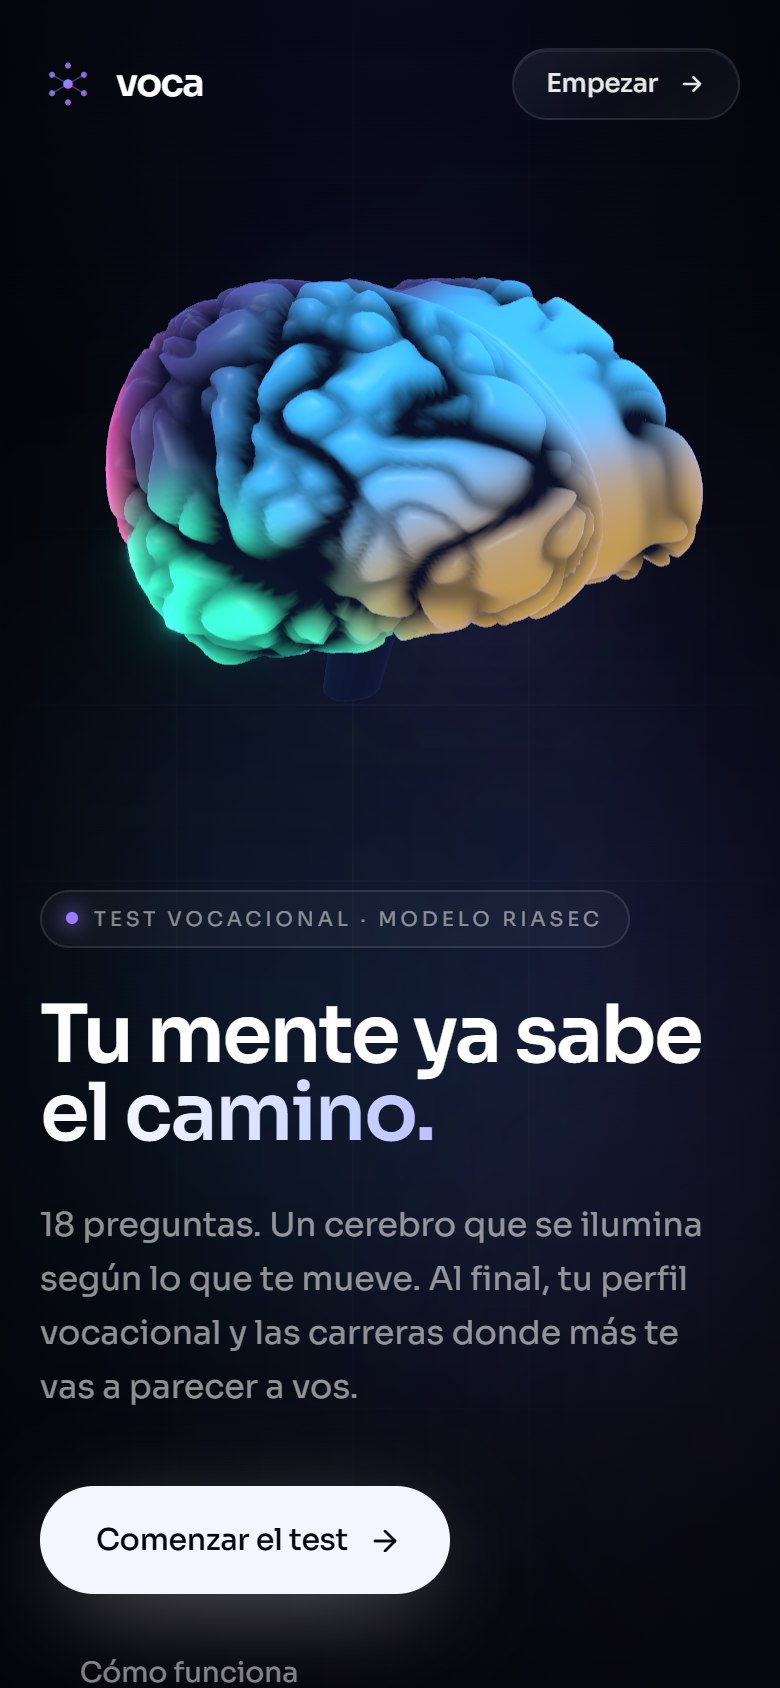 voca
Empezar →
TEST VOCACIONAL · MODELO RIASEC
Tu mente ya sabe
el camino.
18 preguntas. Un cerebro que se ilumina
según lo que te mueve. Al final, tu perfil
vocacional y las carreras donde más te
vas a parecer a vos.
Comenzar el test →
Cómo funciona